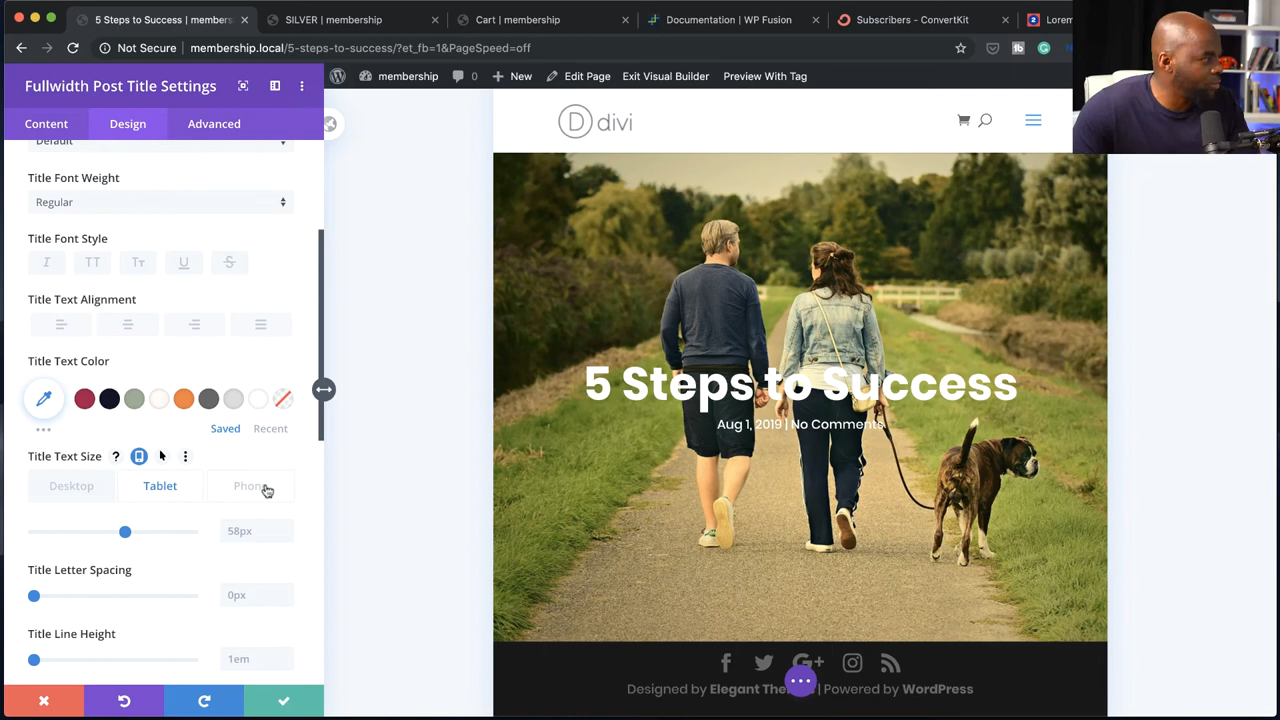 5 Steps to Success | members
SILVER | membership
Cart | membership
Documentation | WP Fusion
Subscribers - ConvertKit
Lorem
Not Secure | membership.local/5-steps-to-success/?et_fb=1&PageSpeed=off
Fullwidth Post Title Settings
membership
0
New
Edit Page
Exit Visual Builder
Preview With Tag
Content
Design
Advanced
D divi
Default
Title Font Weight
Regular
Title Font Style
I TT Tт U S
Title Text Alignment
Title Text Color
Saved
Recent
Title Text Size ?
Desktop
Tablet
Phone
58px
Title Letter Spacing
0px
Title Line Height
1em
5 Steps to Success
Aug 1, 2019 | No Comments
G+
Designed by Elegant Themes | Powered by WordPress